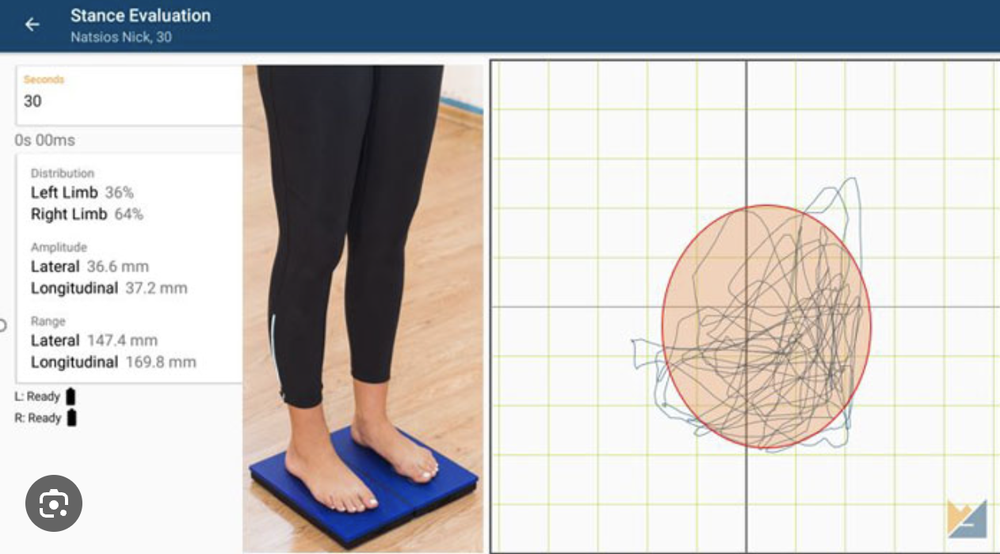 Stance Evaluation
Natsios Nick, 30
Seconds
30
0s 00ms
Distribution
Left Limb 36%
Right Limb 64%
Amplitude
Lateral 36.6 mm
Longitudinal 37.2 mm
Range
Lateral 147.4 mm
Longitudinal 169.8 mm
L: Ready
R: Ready